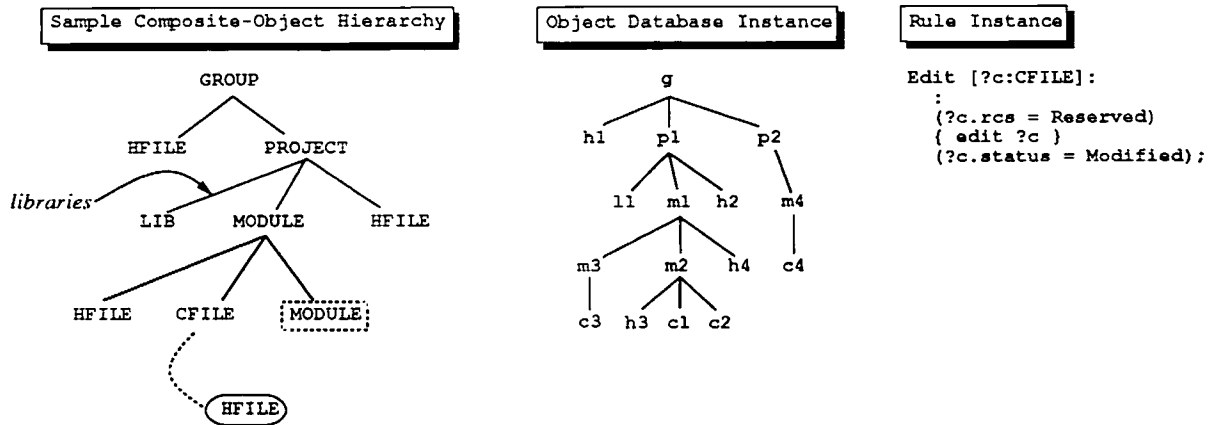 Sample Composite-Object Hierarchy
GROUP
HFILE PROJECT
libraries
LIB MODULE HFILE
HFILE CFILE MODULE
HFILE
Object Database Instance
g
h1 p1 p2
l1 m1 h2 m4
m3 m2 h4 c4
c3 h3 c1 c2
Rule Instance
Edit [?c:CFILE]:
:
(?c.rcs = Reserved)
{ edit ?c }
(?c.status = Modified);